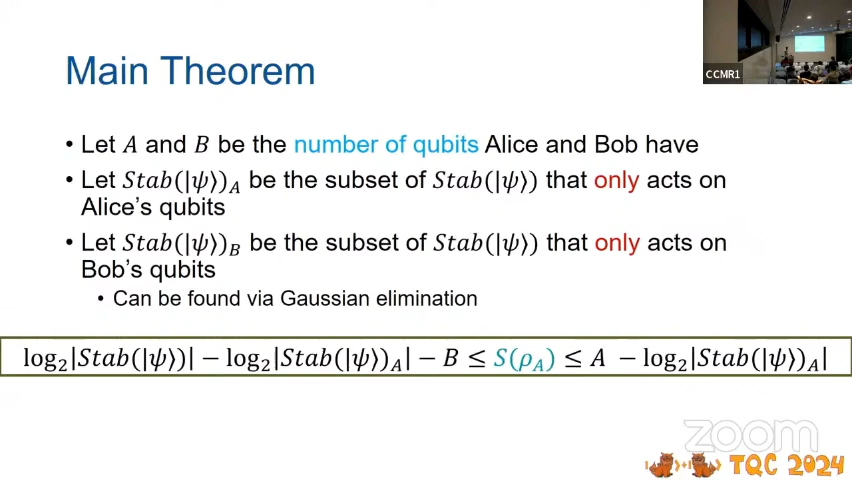 CCMR1
Main Theorem
• Let A and B be the number of qubits Alice and Bob have
• Let Stab(|ψ⟩)_A be the subset of Stab(|ψ⟩) that only acts on
Alice's qubits
• Let Stab(|ψ⟩)_B be the subset of Stab(|ψ⟩) that only acts on
Bob's qubits
• Can be found via Gaussian elimination
log₂|Stab(|ψ⟩)| − log₂|Stab(|ψ⟩)_A| − B ≤ S(ρ_A) ≤ A − log₂|Stab(|ψ⟩)_A|
zoom
TQC 2024